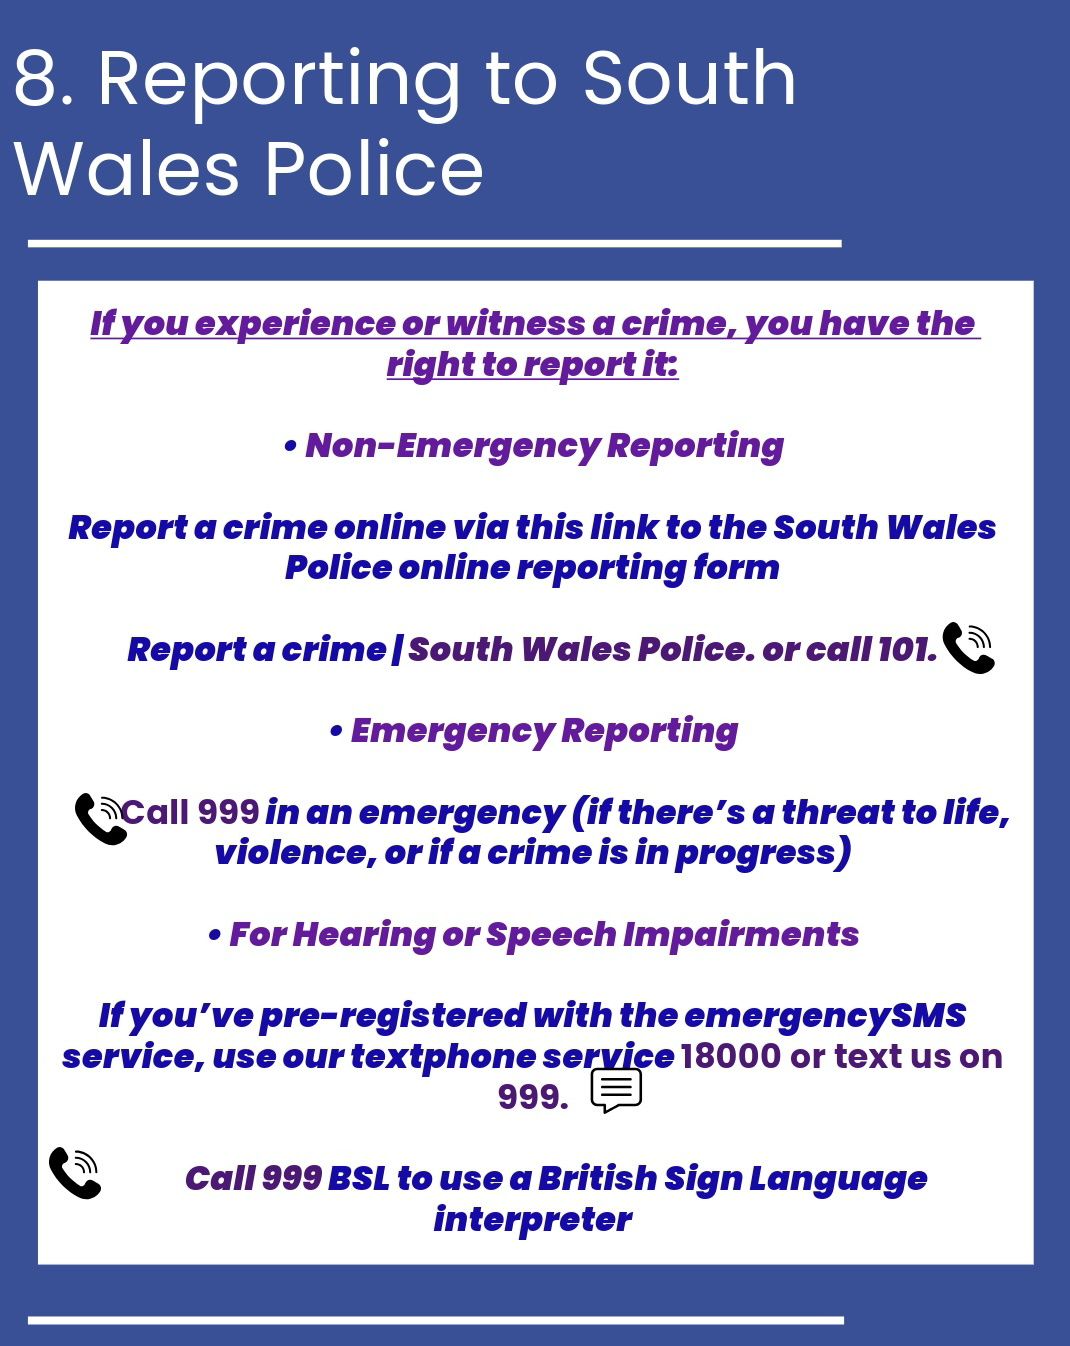 8. Reporting to South
Wales Police
If you experience or witness a crime, you have the
right to report it:
• Non-Emergency Reporting
Report a crime online via this link to the South Wales
Police online reporting form
Report a crime | South Wales Police. or call 101.
• Emergency Reporting
Call 999 in an emergency (if there’s a threat to life,
violence, or if a crime is in progress)
• For Hearing or Speech Impairments
If you’ve pre-registered with the emergencySMS
service, use our textphone service 18000 or text us on
999.
Call 999 BSL to use a British Sign Language
interpreter